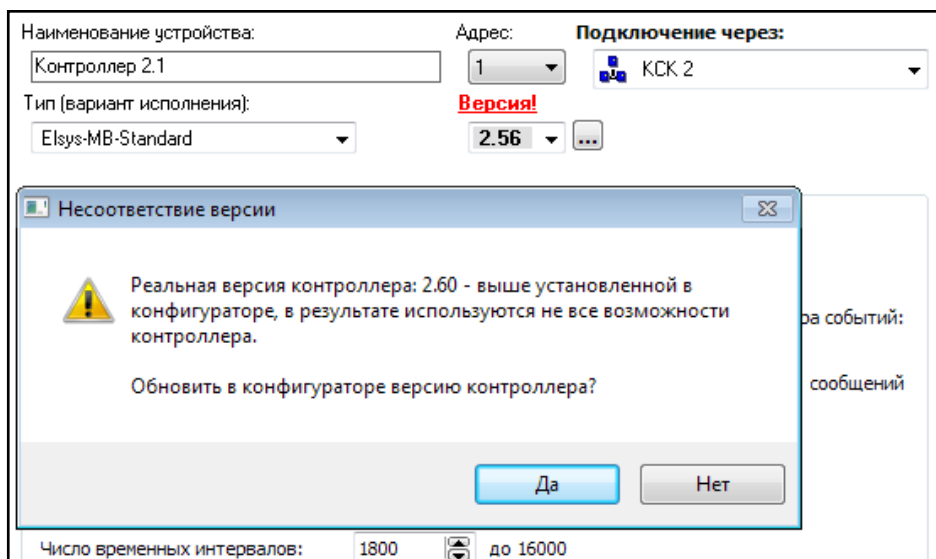 Наименование устройства: Адрес: Подключение через:
Контроллер 2.1 1 КСК 2
Тип (вариант исполнения): Версия!
Elsys-MB-Standard 2.56 ...
Несоответствие версии
Реальная версия контроллера: 2.60 - выше установленной в
конфигураторе, в результате используются не все возможности
контроллера.
событий:
Обновить в конфигураторе версию контроллера?
сообщений
Да Нет
Число временных интервалов: 1800 до 16000